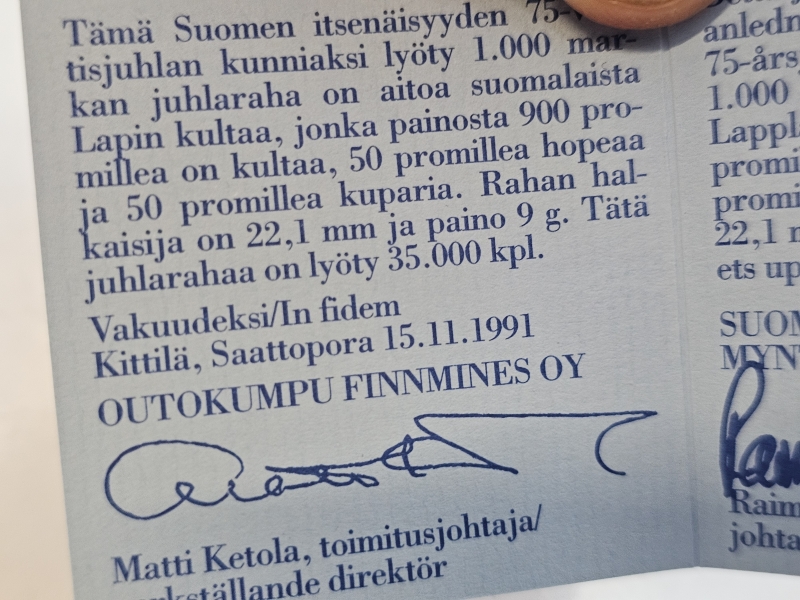 Tämä Suomen itsenäisyyden 75-
tisjuhlan kunniaksi lyöty 1.000 mar-
kan juhlaraha on aitoa suomalaista
Lapin kultaa, jonka painosta 900 pro-
millea on kultaa, 50 promillea hopeaa
ja 50 promillea kuparia. Rahan hal-
kaisija on 22,1 mm ja paino 9 g. Tätä
juhlarahaa on lyöty 35.000 kpl.
Vakuudeksi/In fidem
Kittilä, Saattopora 15.11.1991
OUTOKUMPU FINNMINES OY
Matti Ketola, toimitusjohtaja/
direktör
75-års
1.000
promi
promi
22,1
ets up